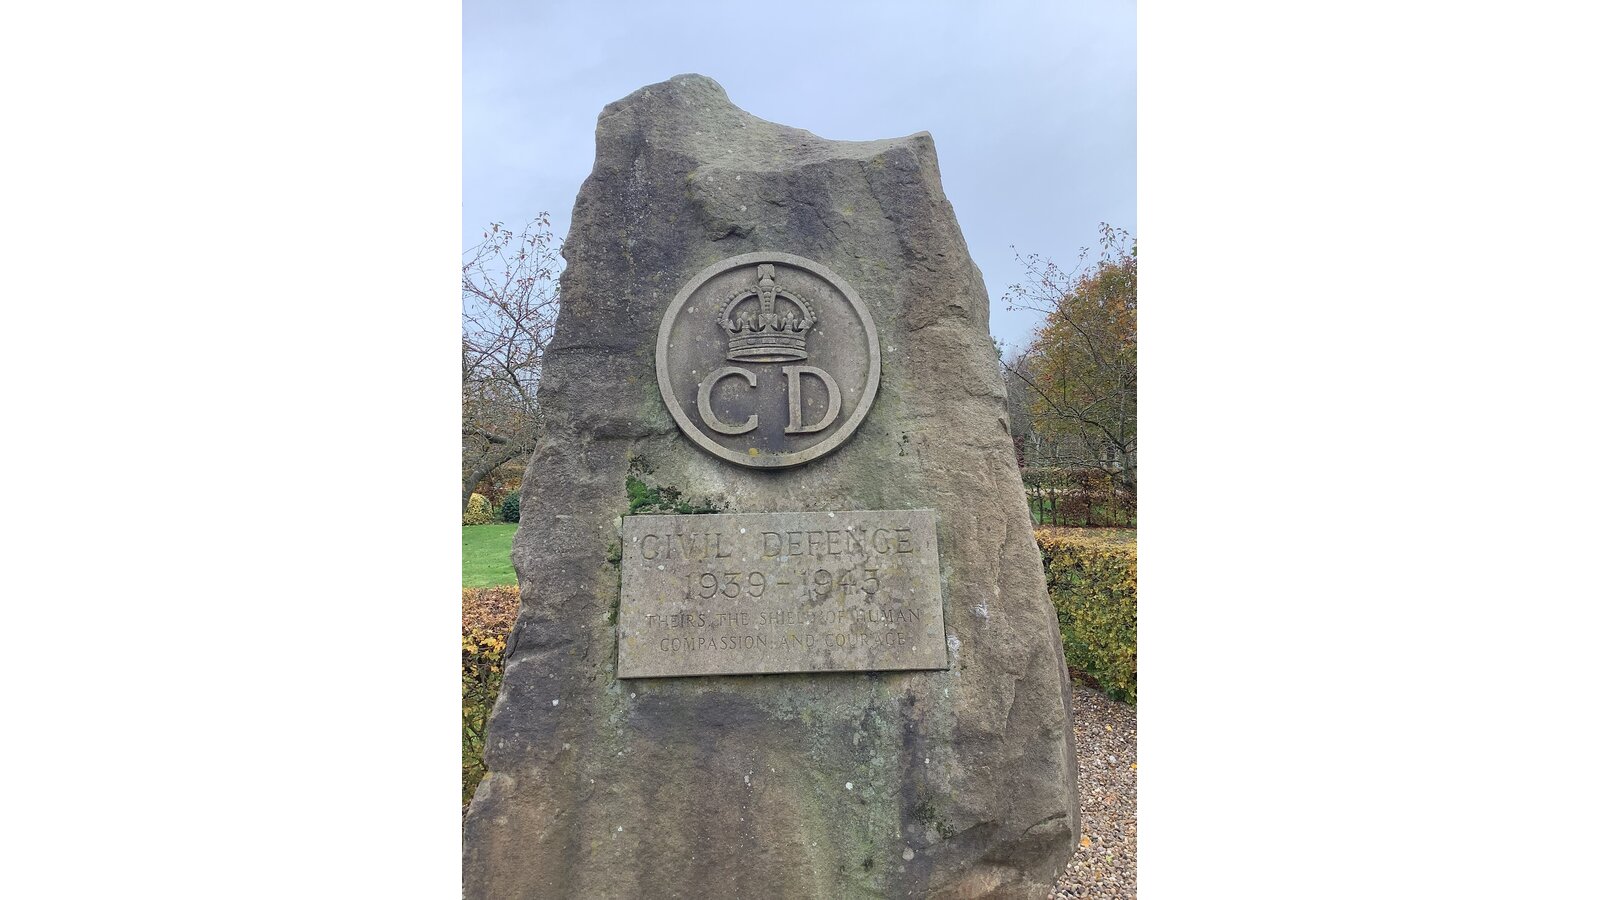 CD
CIVIL DEFENCE
1939-1945
THEIRS THE SHIELD OF HUMAN
COMPASSION AND COURAGE